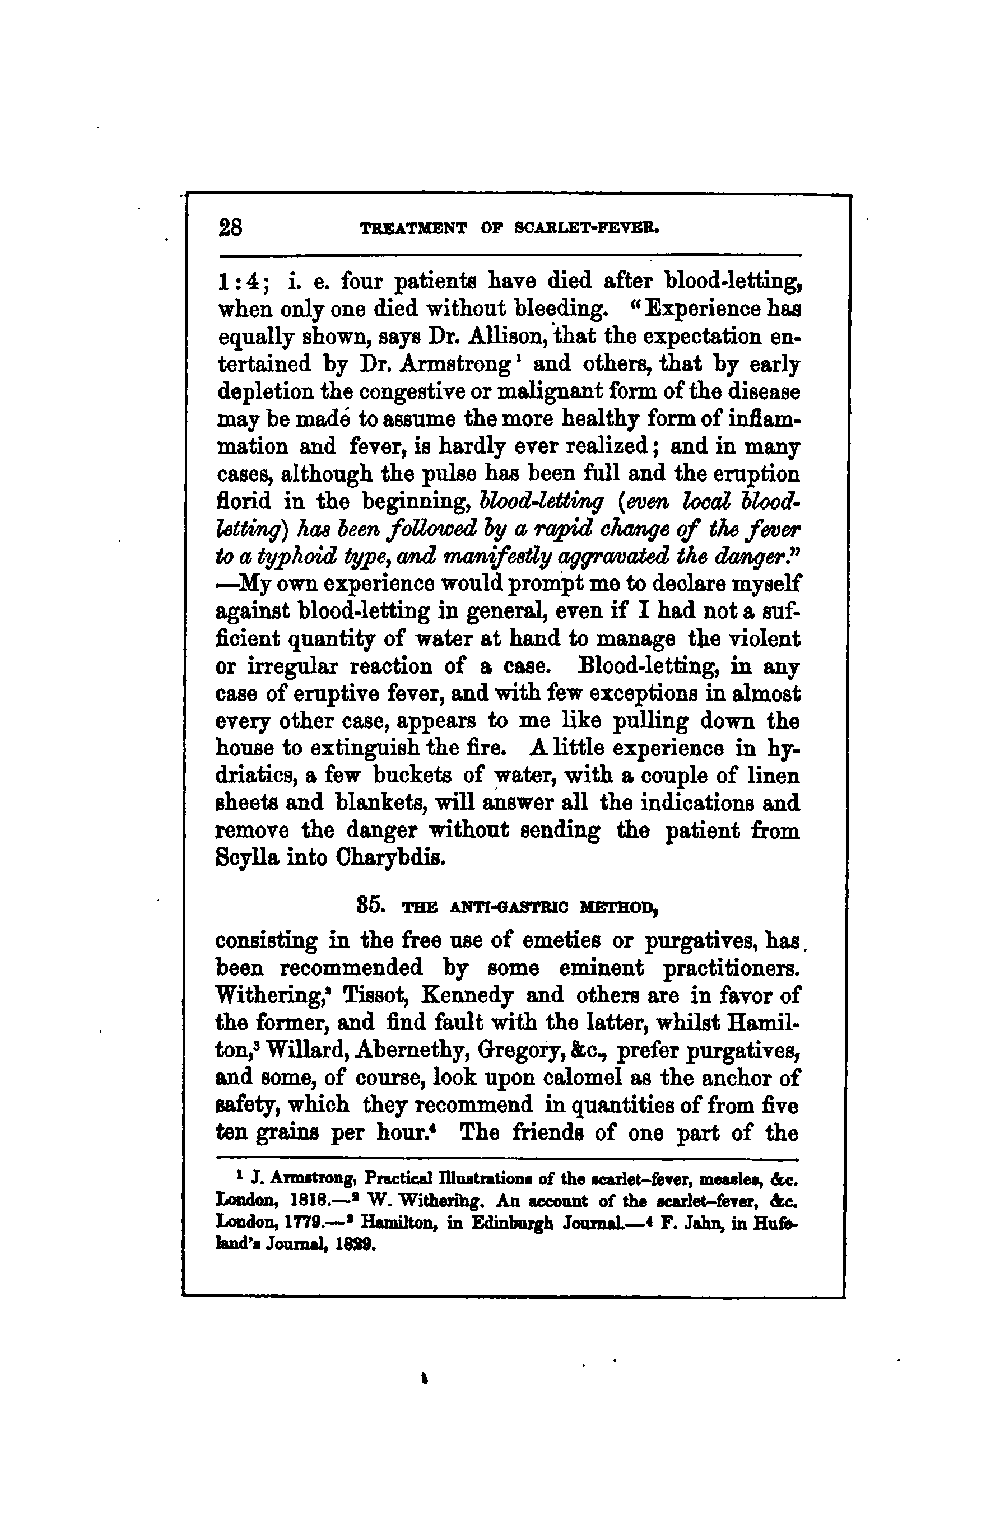 28 TREATMENT OF SCARLET-FEVER.
1 : 4; i. e. four patients have died after blood-letting,
when only one died without bleeding. “Experience has
equally shown, says Dr. Allison, that the expectation en-
tertained by Dr. Armstrong¹ and others, that by early
depletion the congestive or malignant form of the disease
may be made to assume the more healthy form of inflam-
mation and fever, is hardly ever realized; and in many
cases, although the pulse has been full and the eruption
florid in the beginning, blood-letting (even local blood-
letting) has been followed by a rapid change of the fever
to a typhoid type, and manifestly aggravated the danger.”
—My own experience would prompt me to declare myself
against blood-letting in general, even if I had not a suf-
ficient quantity of water at hand to manage the violent
or irregular reaction of a case. Blood-letting, in any
case of eruptive fever, and with few exceptions in almost
every other case, appears to me like pulling down the
house to extinguish the fire. A little experience in hy-
driatics, a few buckets of water, with a couple of linen
sheets and blankets, will answer all the indications and
remove the danger without sending the patient from
Scylla into Charybdis.
35. THE ANTI-GASTRIC METHOD,
consisting in the free use of emeties or purgatives, has
been recommended by some eminent practitioners.
Withering,² Tissot, Kennedy and others are in favor of
the former, and find fault with the latter, whilst Hamil-
ton,³ Willard, Abernethy, Gregory, &c., prefer purgatives,
and some, of course, look upon calomel as the anchor of
safety, which they recommend in quantities of from five
ten grains per hour.⁴ The friends of one part of the
¹ J. Armstrong, Practical Illustrations of the scarlet-fever, measles, &c.
London, 1818.—² W. Withering. An account of the scarlet-fever, &c.
London, 1779.—³ Hamilton, in Edinburgh Journal.—⁴ F. Jahn, in Hufe-
land's Journal, 1829.